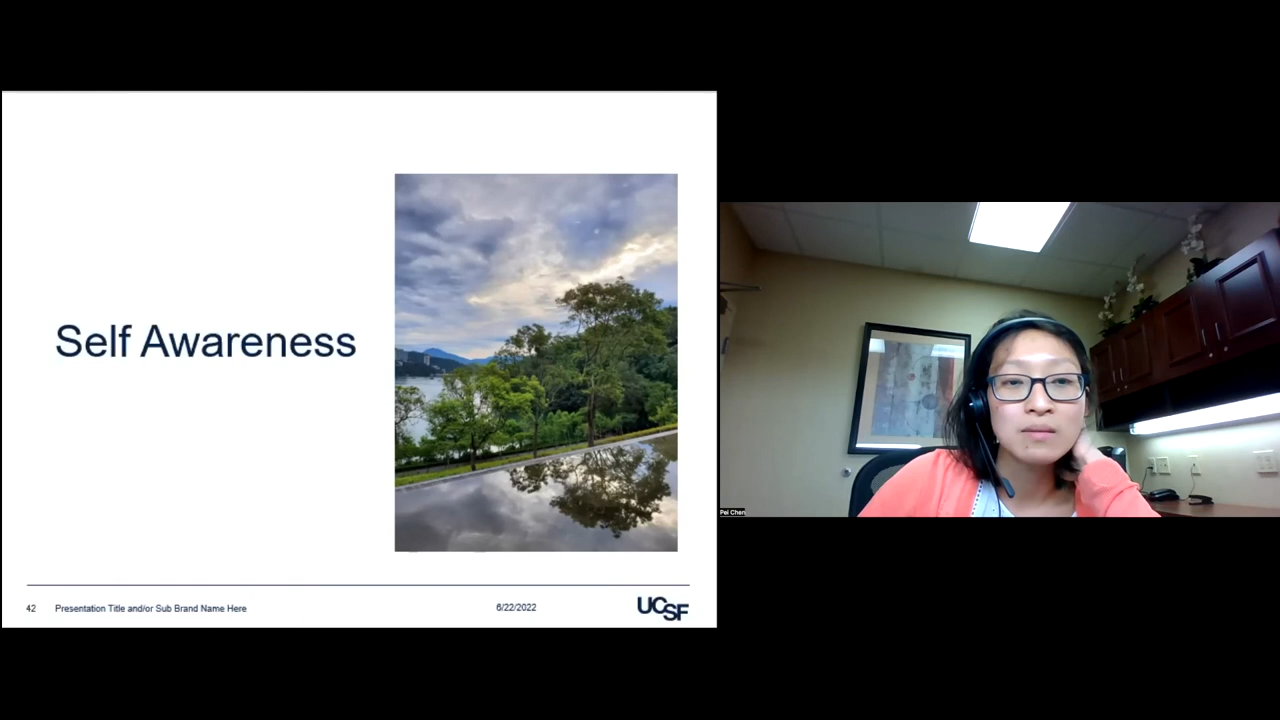 Self Awareness
42 Presentation Title and/or Sub Brand Name Here 6/22/2022 UCSF
Pei Chen